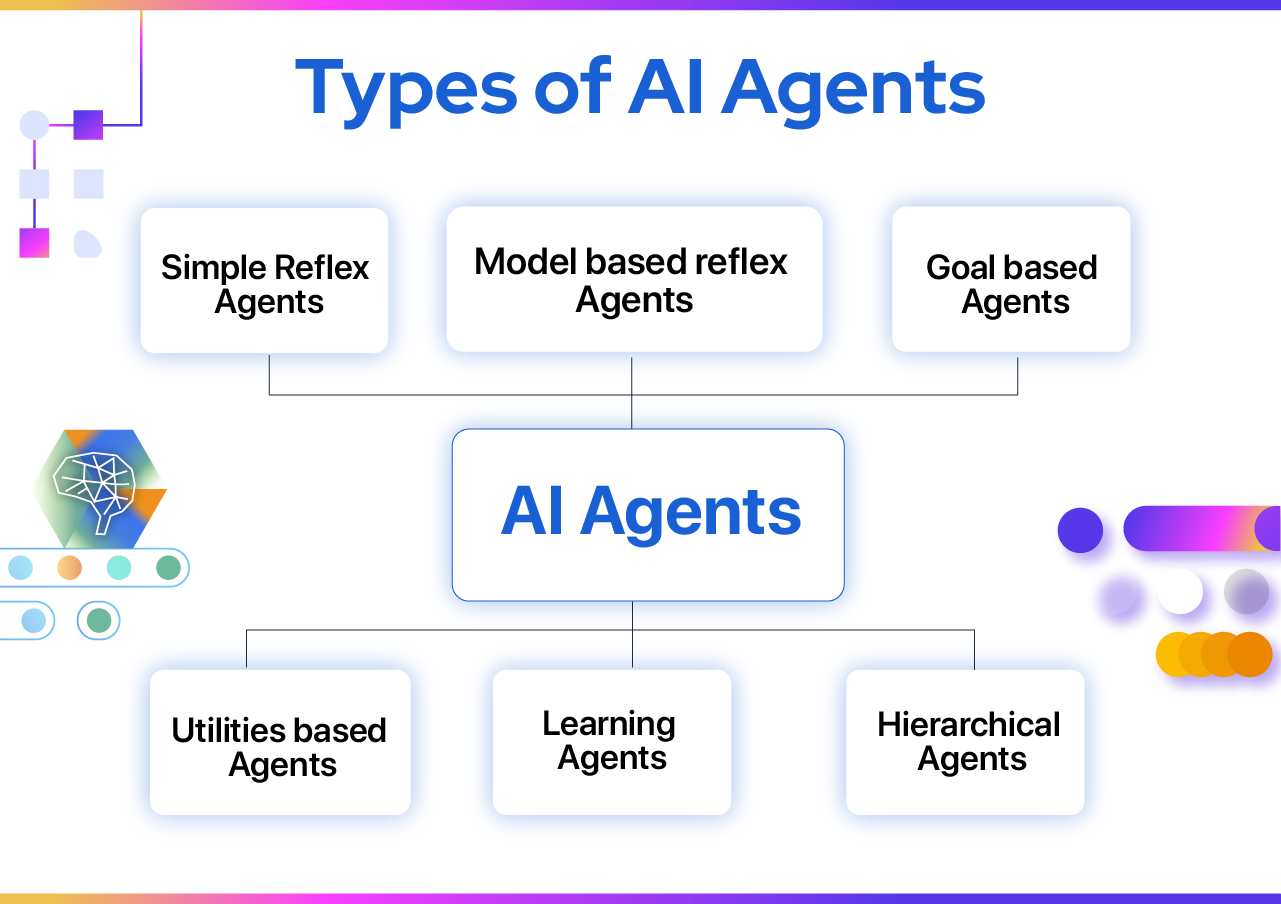 Types of AI Agents
Simple Reflex
Agents
Model based reflex
Agents
Goal based
Agents
AI Agents
Utilities based
Agents
Learning
Agents
Hierarchical
Agents